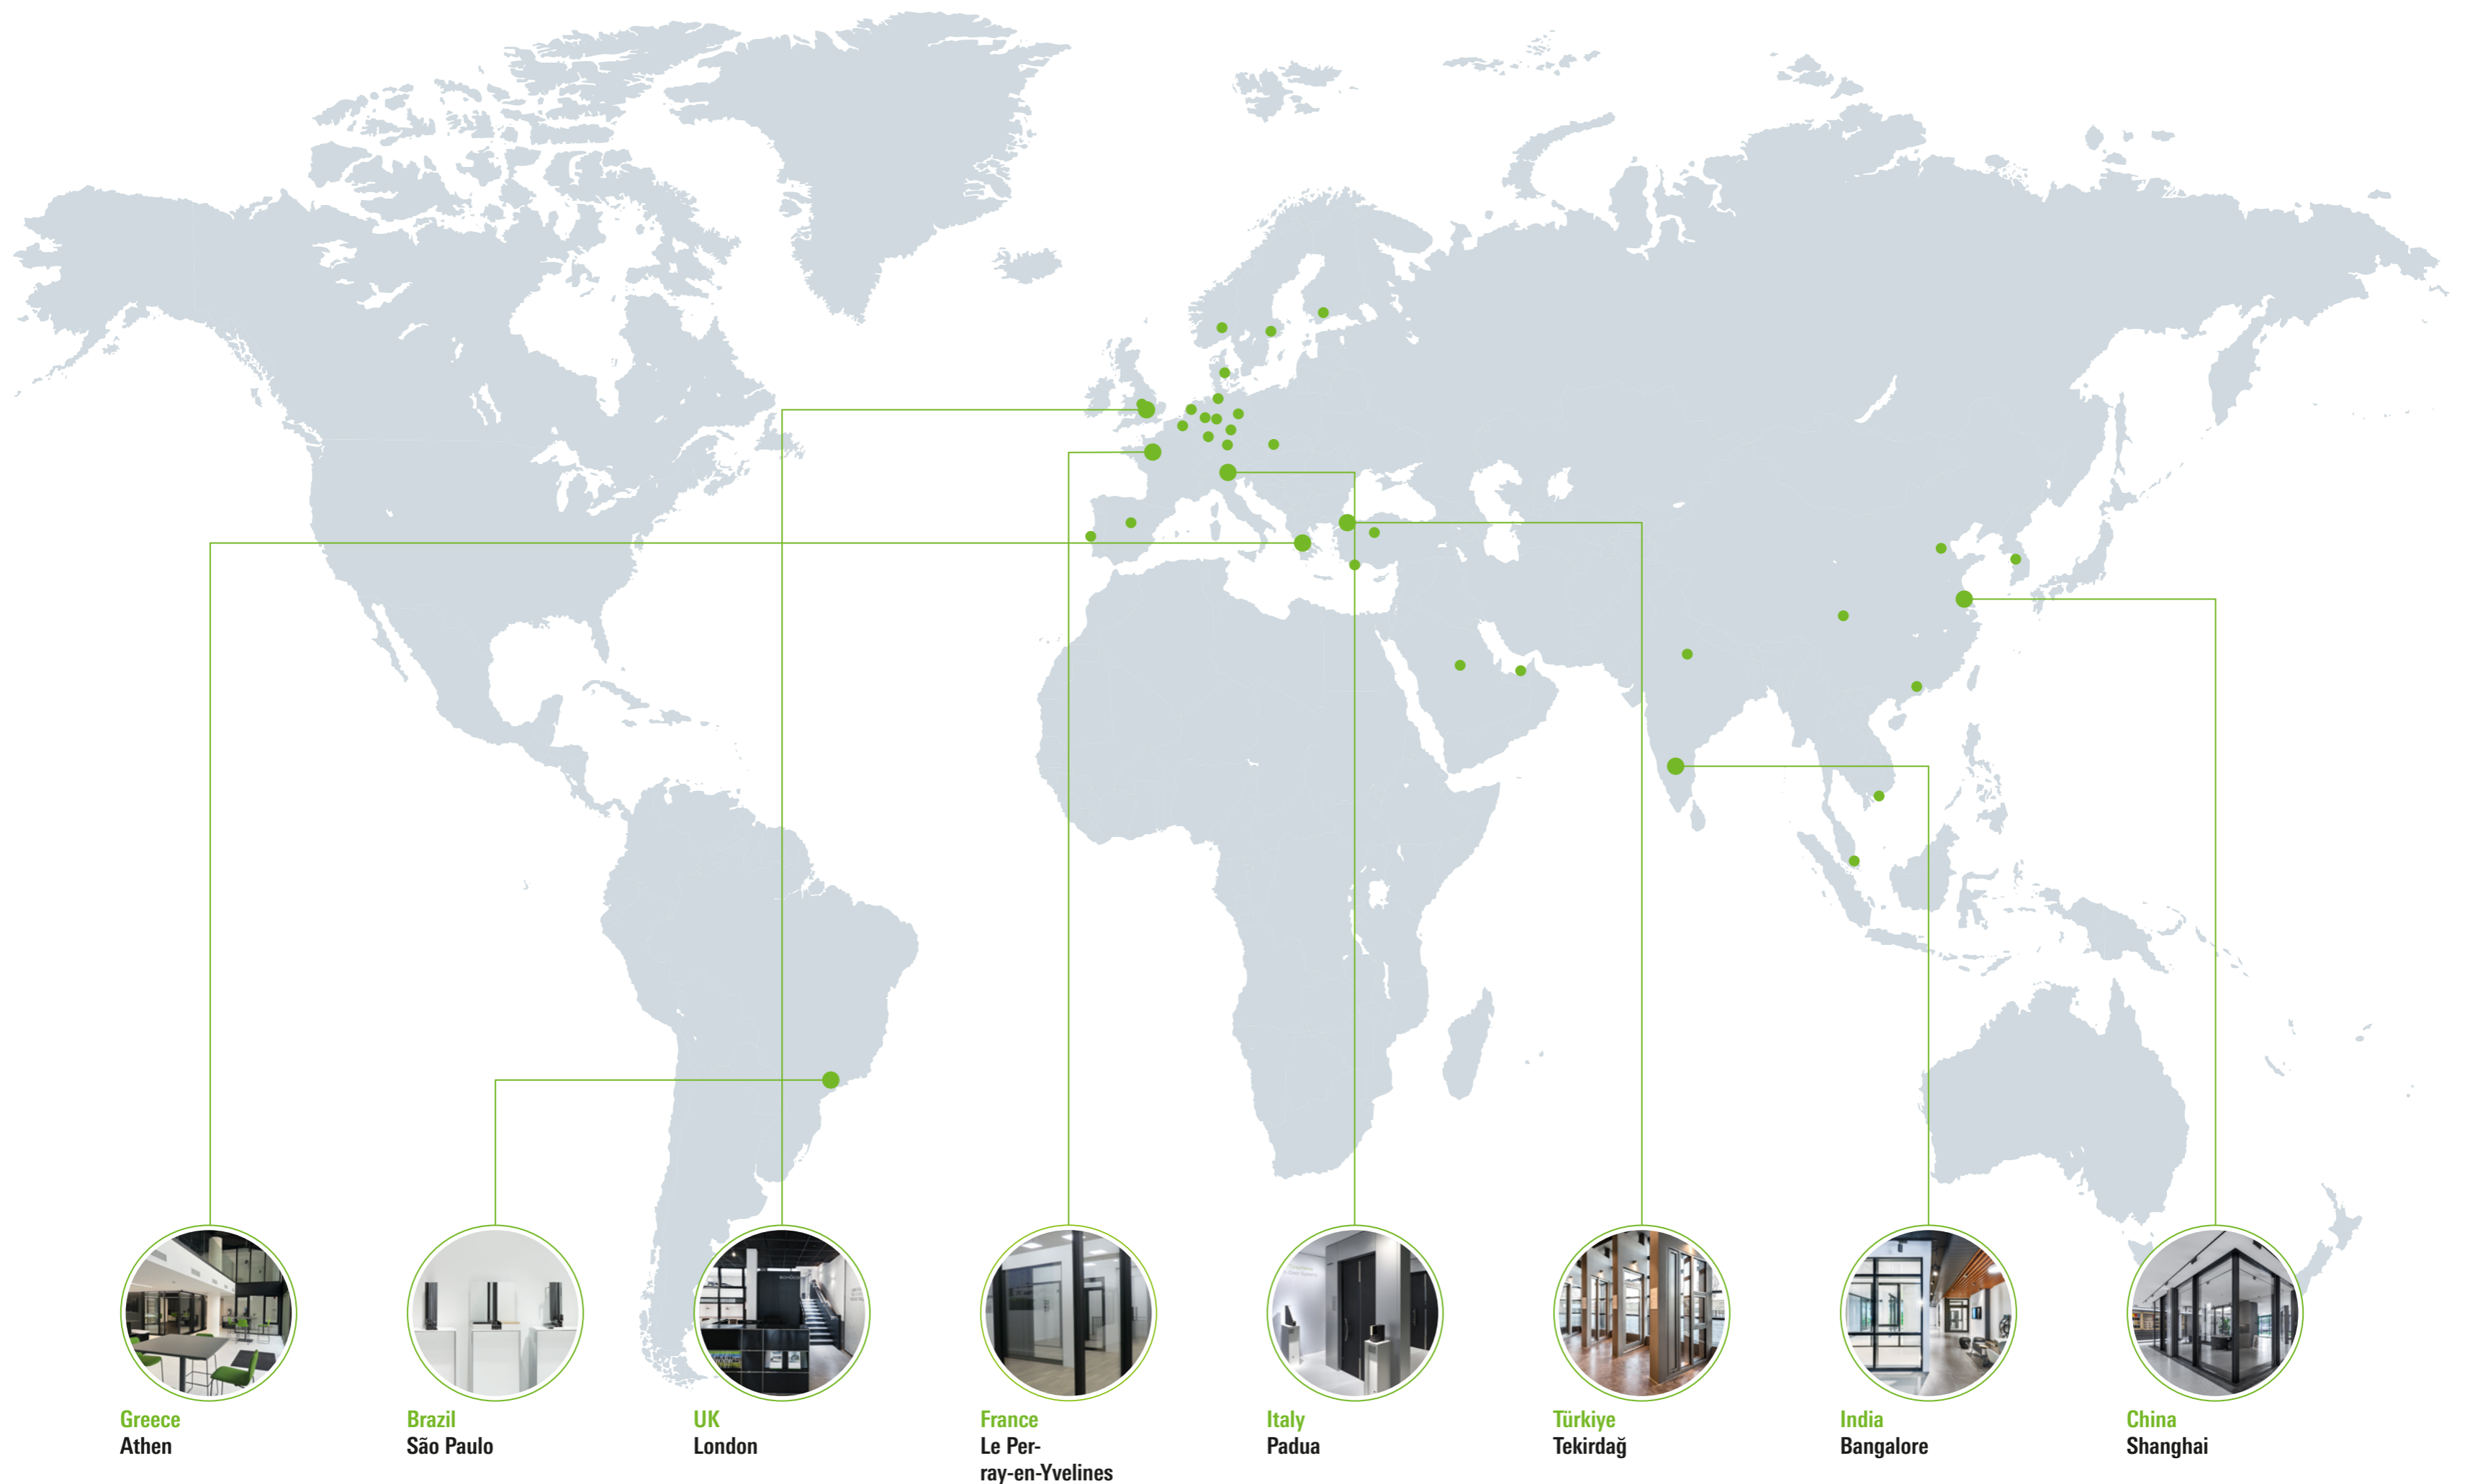 Greece
Athen
Brazil
São Paulo
UK
London
France
Le Per-
ray-en-Yvelines
Italy
Padua
Türkiye
Tekirdağ
India
Bangalore
China
Shanghai